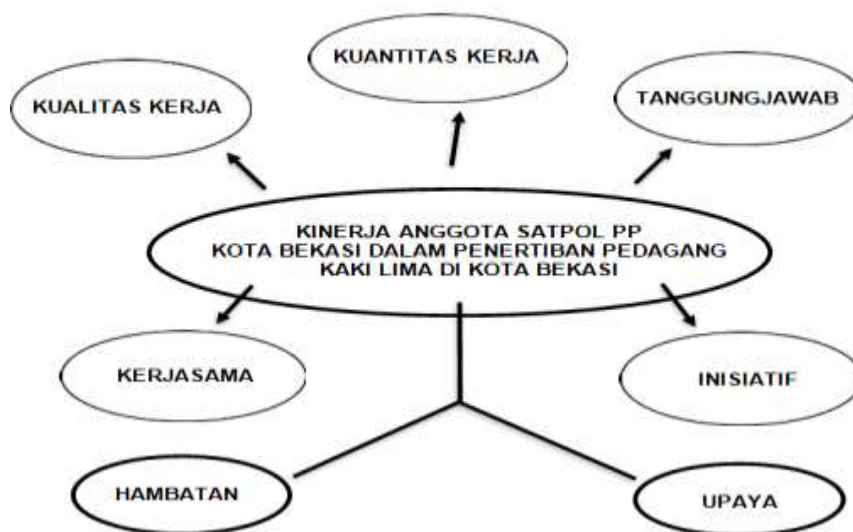 KUANTITAS KERJA
KUALITAS KERJA
TANGGUNGJAWAB
KINERJA ANGGOTA SATPOL PP
KOTA BEKASI DALAM PENERTIBAN PEDAGANG
KAKI LIMA DI KOTA BEKASI
KERJASAMA
INISIATIF
HAMBATAN
UPAYA